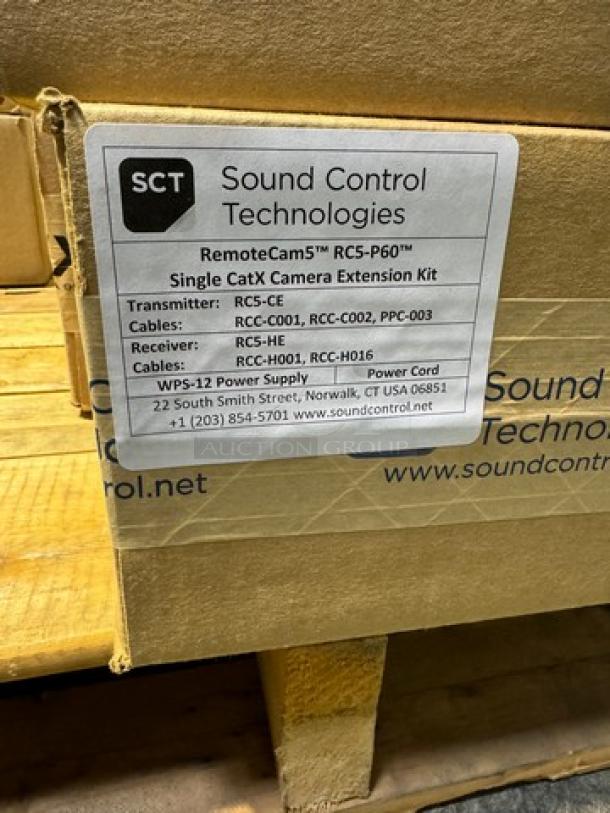 SCT
Sound Control
Technologies
RemoteCam5™ RC5-P60™
Single CatX Camera Extension Kit
Transmitter: RC5-CE
Cables: RCC-C001, RCC-C002, PPC-003
Receiver: RC5-HE
Cables: RCC-H001, RCC-H016
WPS-12 Power Supply Power Cord
22 South Smith Street, Norwalk, CT USA 06851
+1 (203) 854-5701 www.soundcontrol.net
AUCTION GROUP
rol.net
Sound
Techno
www.soundcontr